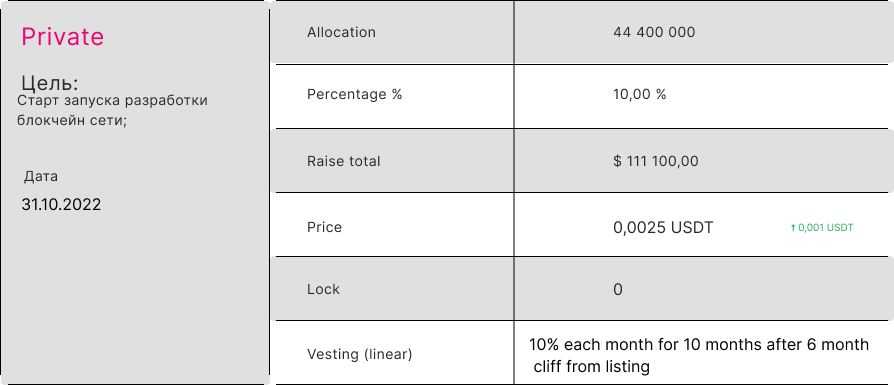 Private
Цель:
Старт запуска разработки
блокчейн сети;
Дата
31.10.2022
Allocation 44 400 000
Percentage % 10,00 %
Raise total $ 111 100,00
Price 0,0025 USDT ↑ 0,001 USDT
Lock 0
Vesting (linear) 10% each month for 10 months after 6 month
cliff from listing